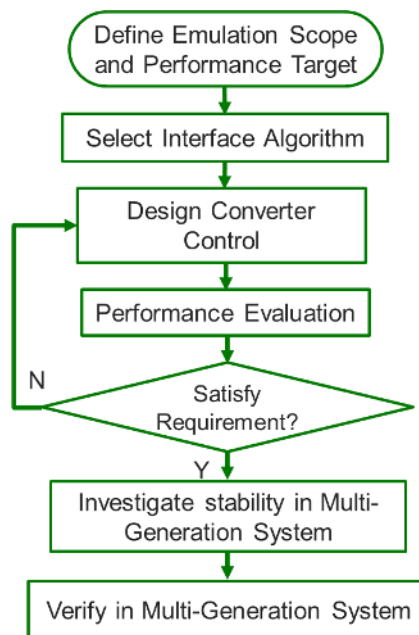 Define Emulation Scope
and Performance Target
Select Interface Algorithm
Design Converter
Control
Performance Evaluation
N
Satisfy
Requirement?
Y
Investigate stability in Multi-
Generation System
Verify in Multi-Generation System